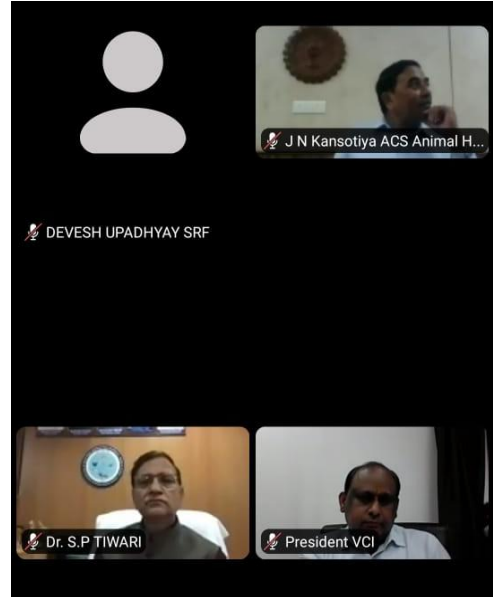 J N Kansotiya ACS Animal H...
DEVESH UPADHYAY SRF
Dr. S.P TIWARI
President VCI